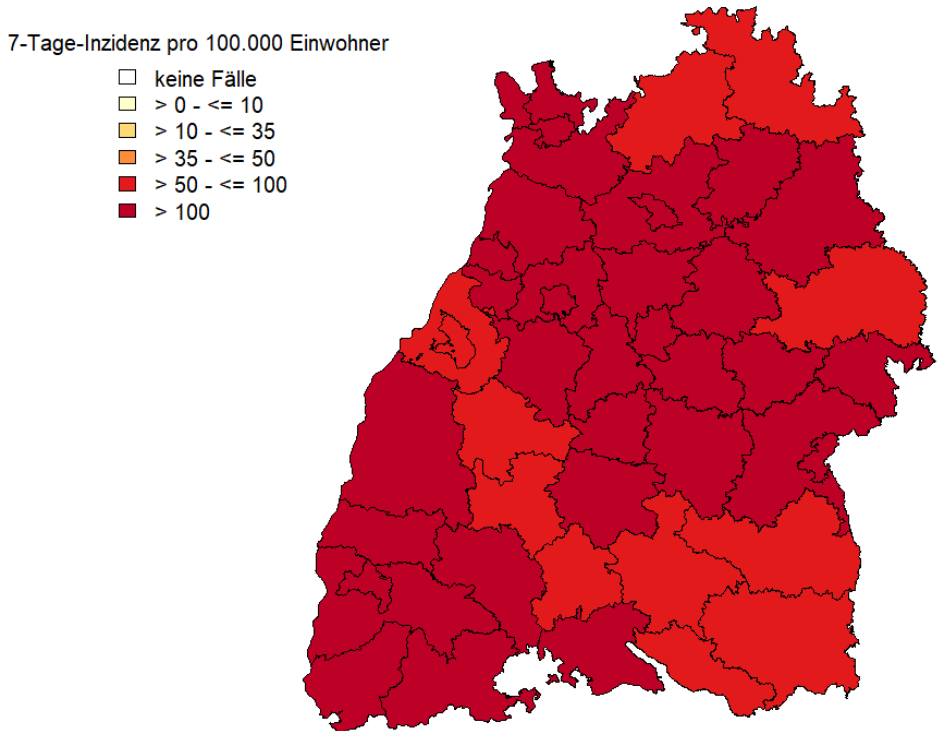 7-Tage-Inzidenz pro 100.000 Einwohner
keine Fälle
> 0 - <= 10
> 10 - <= 35
> 35 - <= 50
> 50 - <= 100
> 100